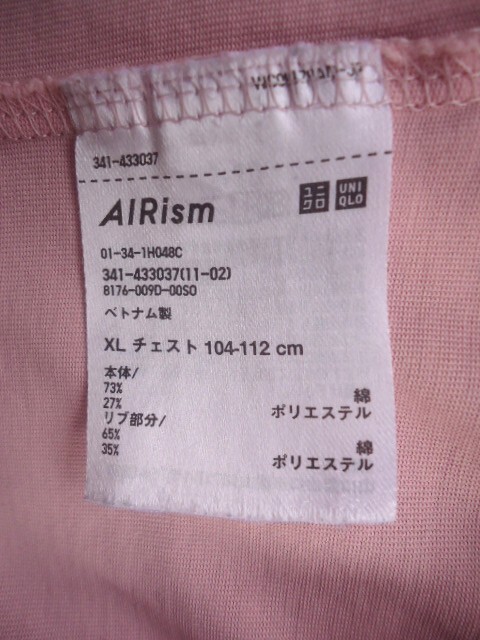 341-433037
AIRism
ユニ
クロ
UNI
QLO
01-34-1H048C
341-433037(11-02)
8176-009D-00SO
ベトナム製
XL チェスト 104-112 cm
本体/
73% 綿
27% ポリエステル
リブ部分/
65% 綿
35% ポリエステル